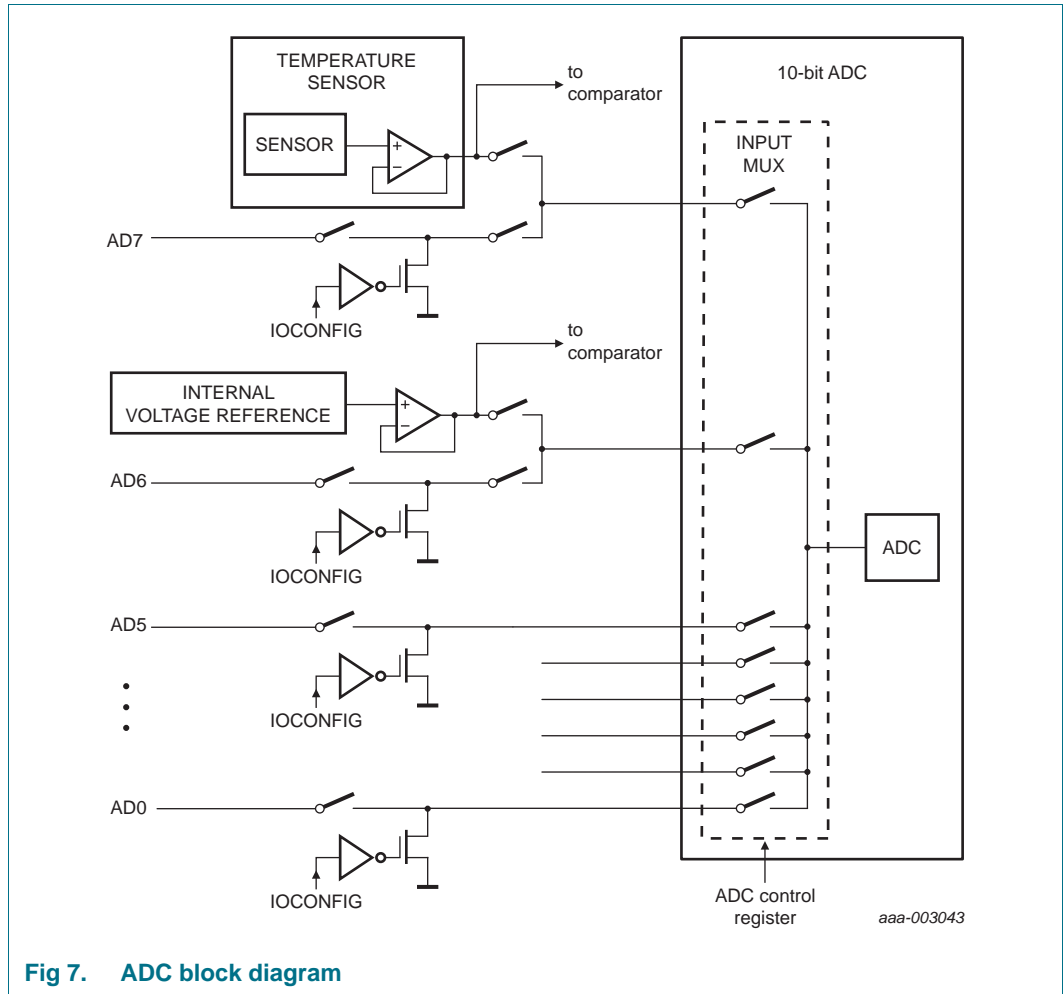 TEMPERATURE
SENSOR
SENSOR
+
−
to
comparator
10-bit ADC
INPUT
MUX
AD7
IOCONFIG
to
comparator
INTERNAL
VOLTAGE REFERENCE
+
−
AD6
IOCONFIG
ADC
AD5
IOCONFIG
AD0
IOCONFIG
ADC control
register
aaa-003043
Fig 7. ADC block diagram